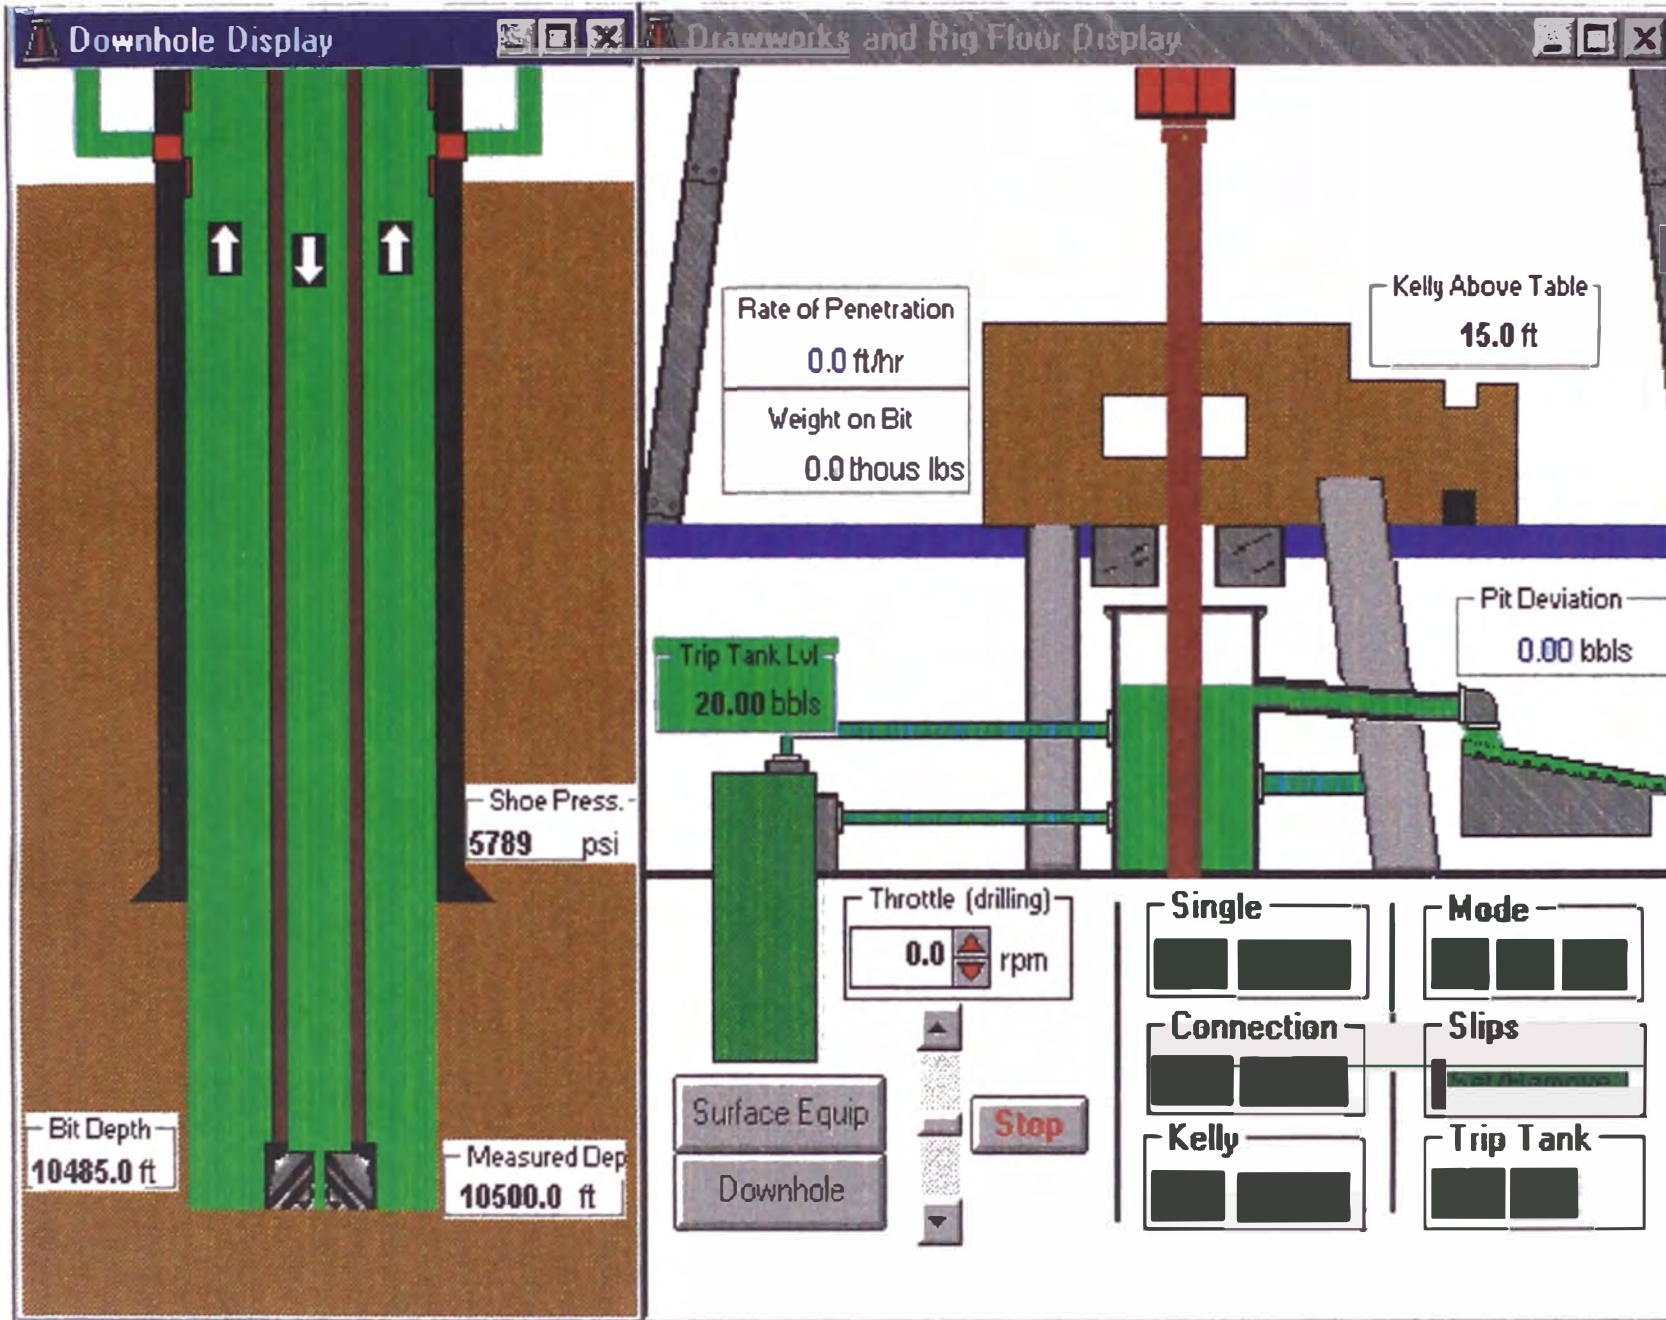 Downhole Display
Drawworks and Rig Floor Display
Rate of Penetration
0.0 ft/hr
Weight on Bit
0.0 thous lbs
Kelly Above Table
15.0 ft
Pit Deviation
0.00 bbls
Trip Tank Lvl
20.00 bbls
Shoe Press.
5789 psi
Bit Depth
10485.0 ft
Measured Dep
10500.0 ft
Throttle (drilling)
0.0 rpm
Surface Equip
Downhole
Stop
Single
Mode
Connection
Slips
Kelly
Trip Tank